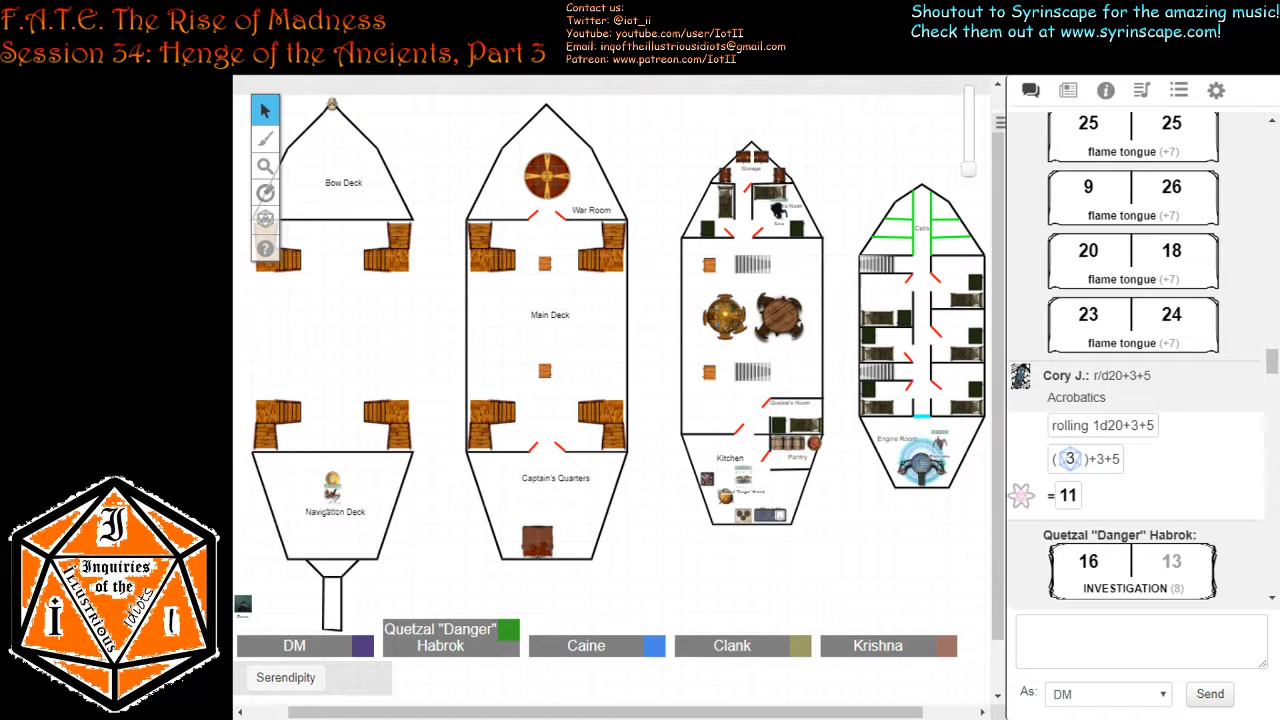 F.A.T.E. The Rise of Madness
Session 34: Henge of the Ancients, Part 3
Contact us:
Twitter: @iot_ii
Youtube: youtube.com/user/IotII
Email: inqoftheillustriousidiots@gmail.com
Patreon: www.patreon.com/IotII
Shoutout to Syrinscape for the amazing music!
Check them out at www.syrinscape.com!
Bow Deck
War Room
Main Deck
Navigation Deck
Captain's Quarters
Storage
Quetzal's Room
Kitchen
Pantry
Cells
Engine Room
I
Inquiries
of the
ILLUSTRIOUS
idiots
i
I
DM
Quetzal "Danger"
Habrok
Caine
Clank
Krishna
Serendipity
25 25
flame tongue (+7)
9 26
flame tongue (+7)
20 18
flame tongue (+7)
23 24
flame tongue (+7)
Cory J.: r/d20+3+5
Acrobatics
rolling 1d20+3+5
(3)+3+5
=11
Quetzal "Danger" Habrok:
16 13
INVESTIGATION (8)
As: DM
Send